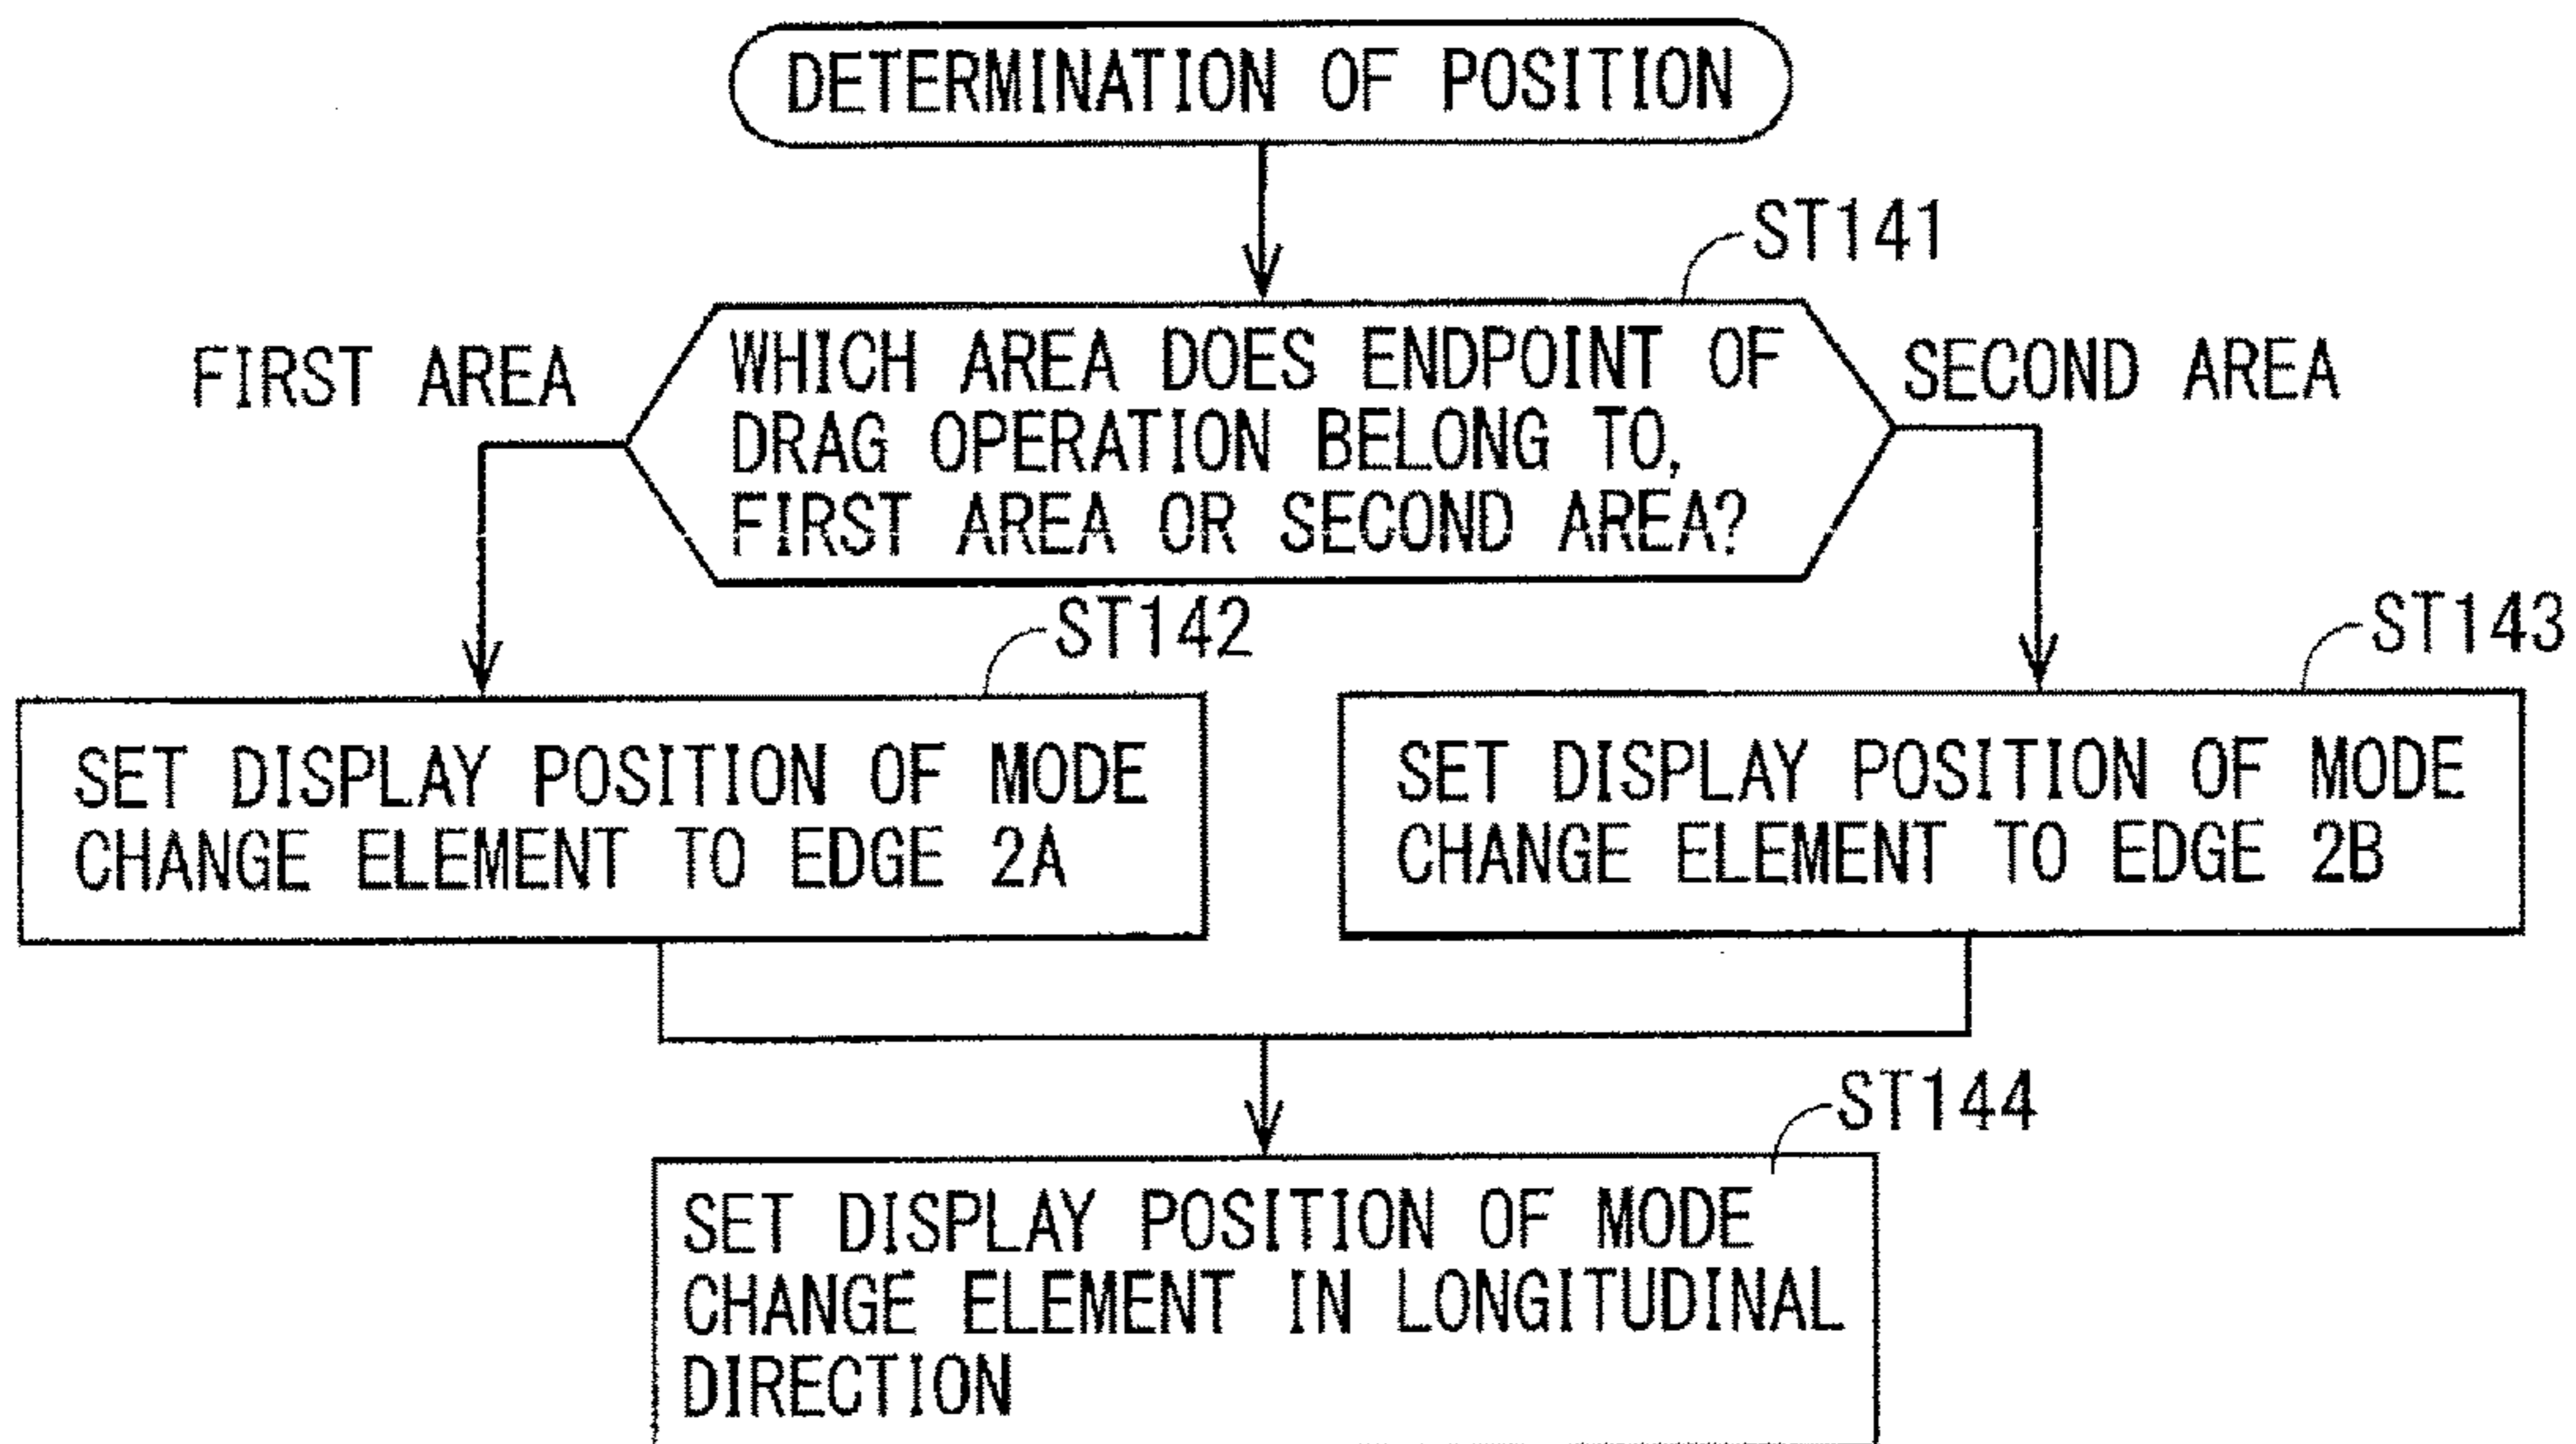 DETERMINATION OF POSITION
ST141
FIRST AREA
WHICH AREA DOES ENDPOINT OF
DRAG OPERATION BELONG TO,
FIRST AREA OR SECOND AREA?
SECOND AREA
ST142
SET DISPLAY POSITION OF MODE
CHANGE ELEMENT TO EDGE 2A
ST143
SET DISPLAY POSITION OF MODE
CHANGE ELEMENT TO EDGE 2B
ST144
SET DISPLAY POSITION OF MODE
CHANGE ELEMENT IN LONGITUDINAL
DIRECTION